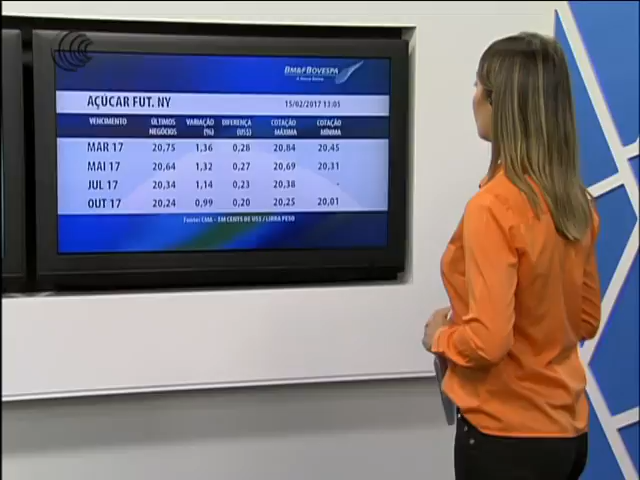 BM&FBOVESPA
A Nova Bolsa
AÇÚCAR FUT. NY 15/02/2017 13:05
VENCIMENTO ÚLTIMOS NEGÓCIOS VARIAÇÃO (%) DIFERENÇA (US$) COTAÇÃO MÁXIMA COTAÇÃO MÍNIMA
MAR 17 20,75 1,36 0,28 20,84 20,45
MAI 17 20,64 1,32 0,27 20,69 20,31
JUL 17 20,34 1,14 0,23 20,38 -
OUT 17 20,24 0,99 0,20 20,25 20,01
Fonte: CMA - EM CENTS DE US$ / LIBRA PESO